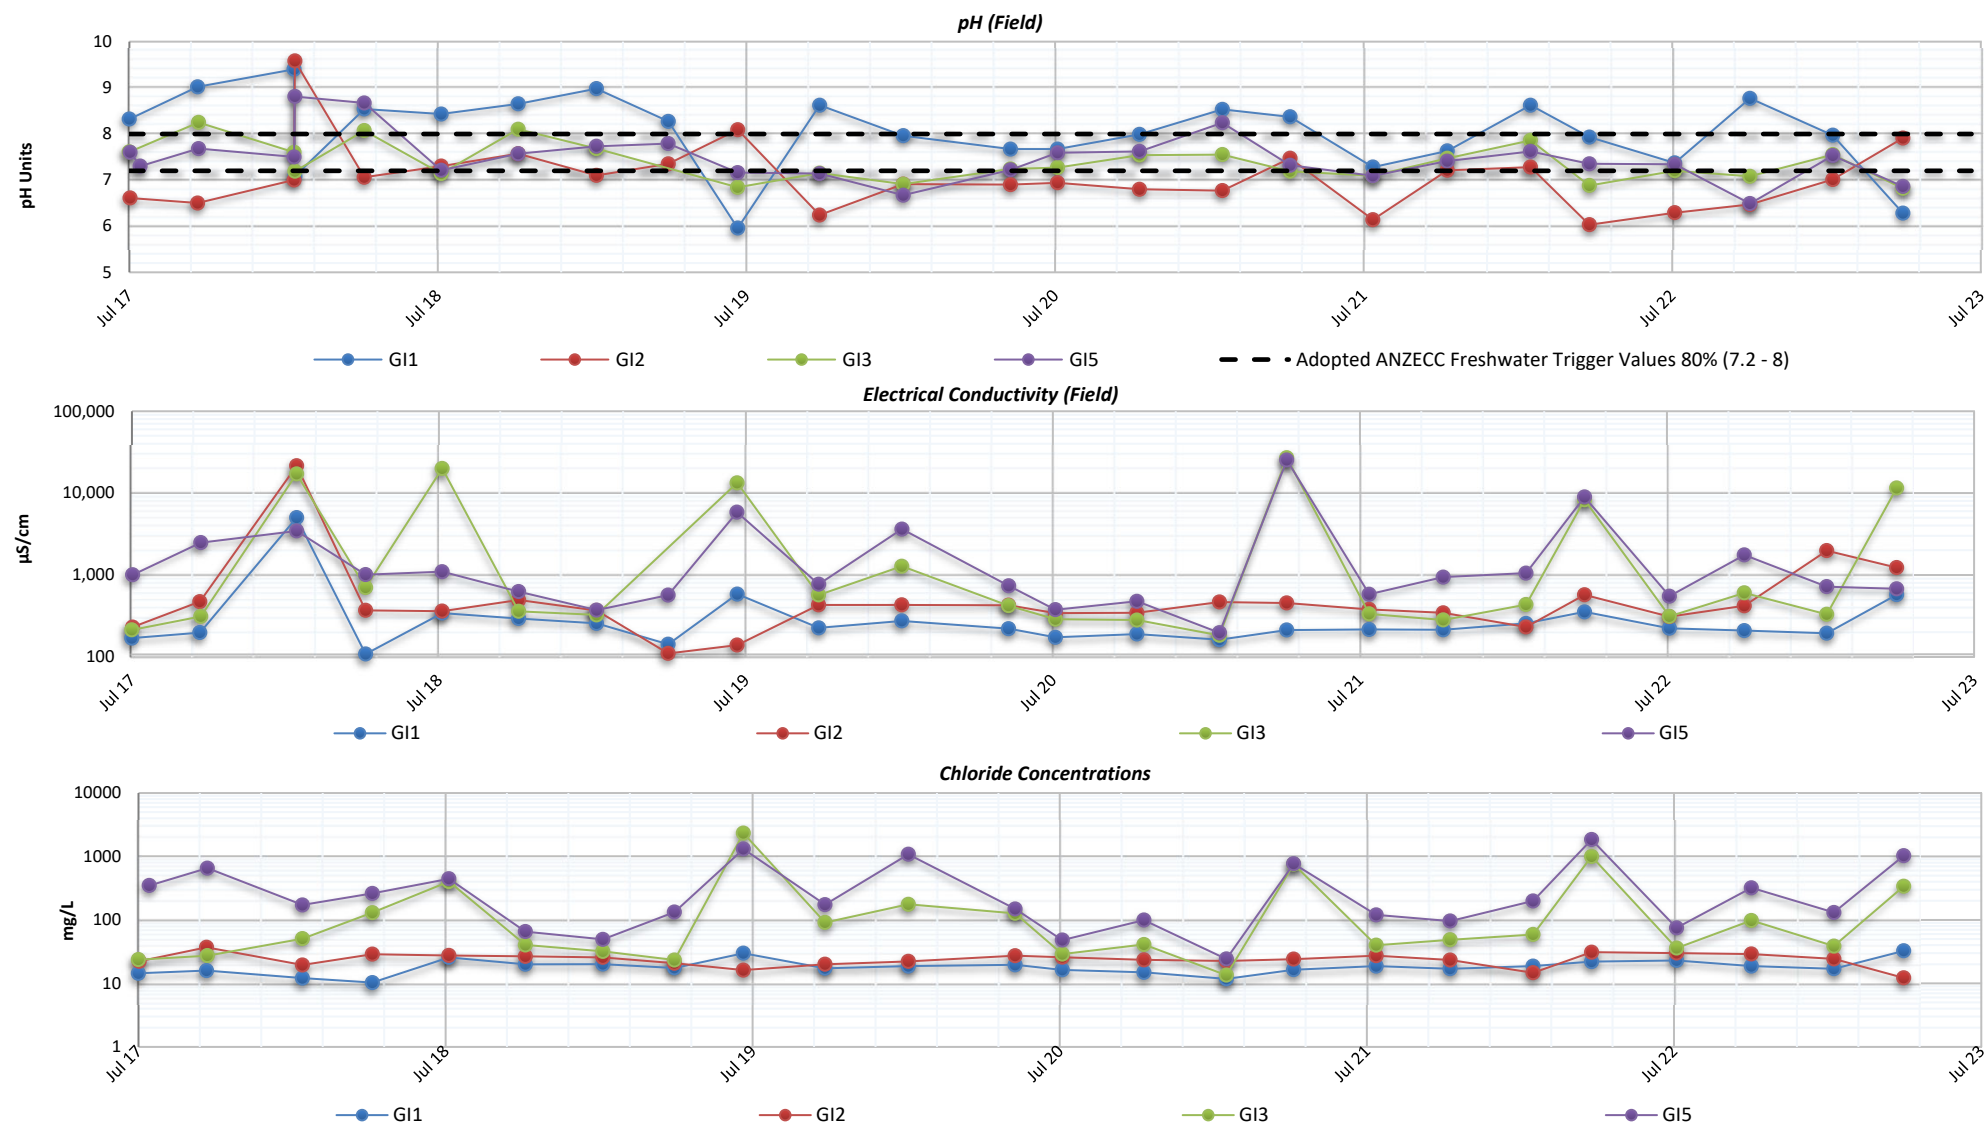 pH (Field)
10
9
8
7
6
5
pH Units
Jul 17
Jul 18
Jul 19
Jul 20
Jul 21
Jul 22
Jul 23
GI1
GI2
GI3
GI5
Adopted ANZECC Freshwater Trigger Values 80% (7.2 - 8)
Electrical Conductivity (Field)
100,000
10,000
1,000
100
µS/cm
Jul 17
Jul 18
Jul 19
Jul 20
Jul 21
Jul 22
Jul 23
GI1
GI2
GI3
GI5
Chloride Concentrations
10000
1000
100
10
1
mg/L
Jul 17
Jul 18
Jul 19
Jul 20
Jul 21
Jul 22
Jul 23
GI1
GI2
GI3
GI5